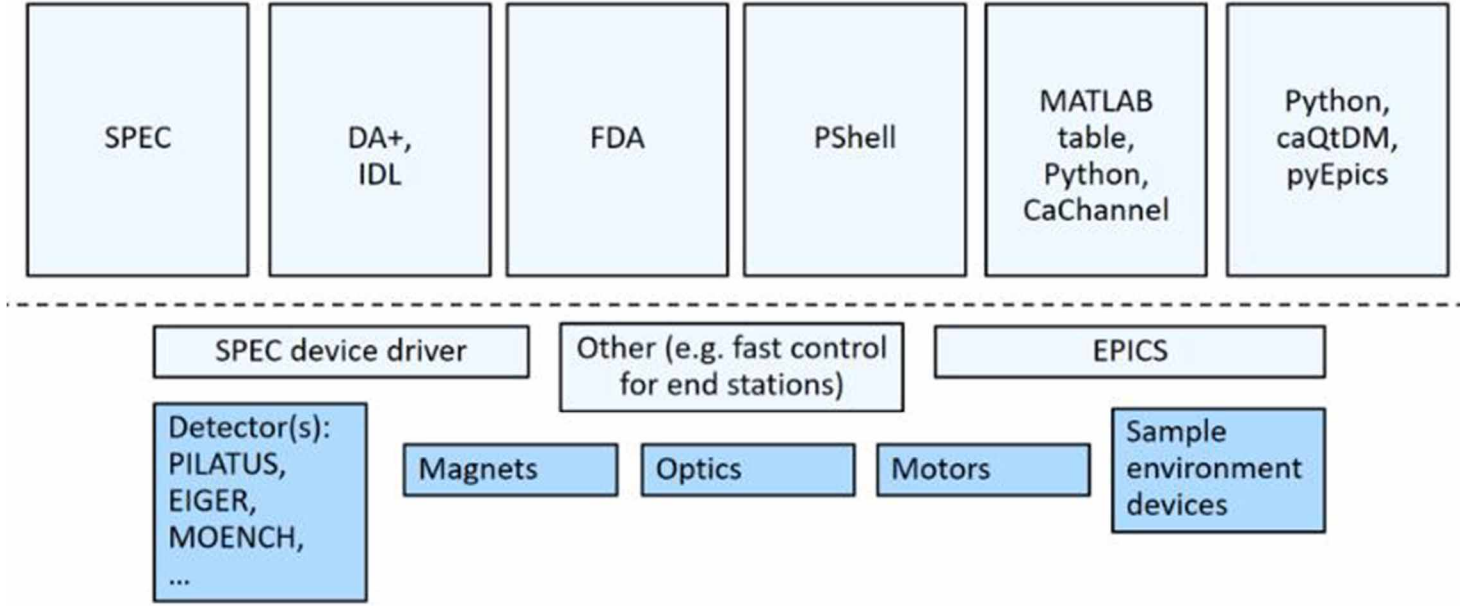 SPEC
DA+,
IDL
FDA
PShell
MATLAB
table,
Python,
CaChannel
Python,
caQtDM,
pyEpics
SPEC device driver
Other (e.g. fast control
for end stations)
EPICS
Detector(s):
PILATUS,
EIGER,
MOENCH,
...
Magnets
Optics
Motors
Sample
environment
devices